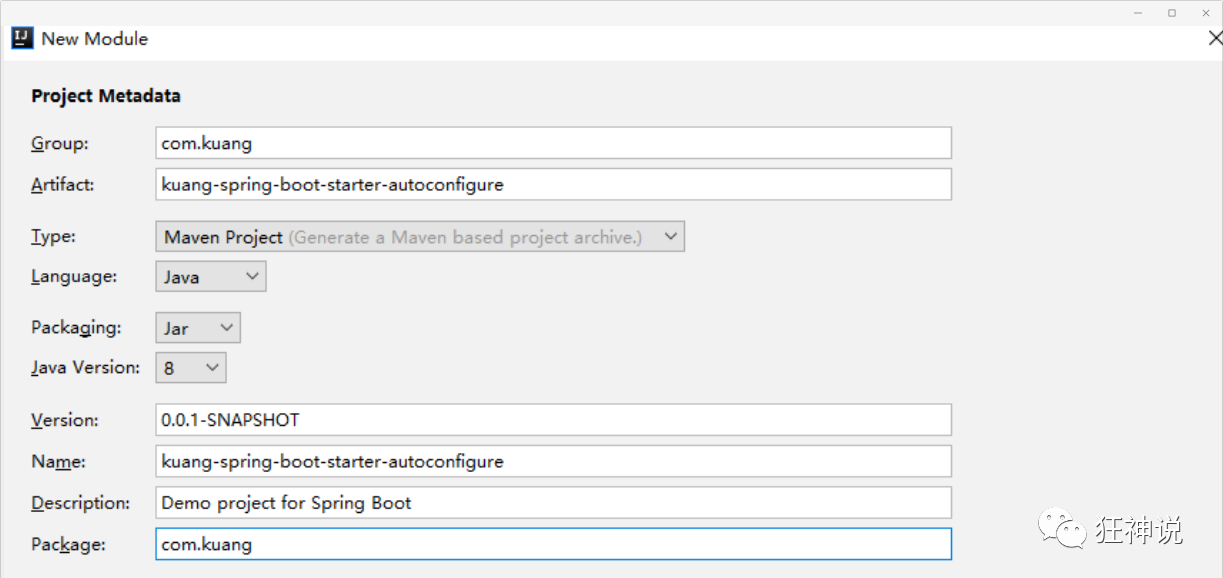 New Module
Project Metadata
Group: com.kuang
Artifact: kuang-spring-boot-starter-autoconfigure
Type: Maven Project (Generate a Maven based project archive.)
Language: Java
Packaging: Jar
Java Version: 8
Version: 0.0.1-SNAPSHOT
Name: kuang-spring-boot-starter-autoconfigure
Description: Demo project for Spring Boot
Package: com.kuang
狂神说